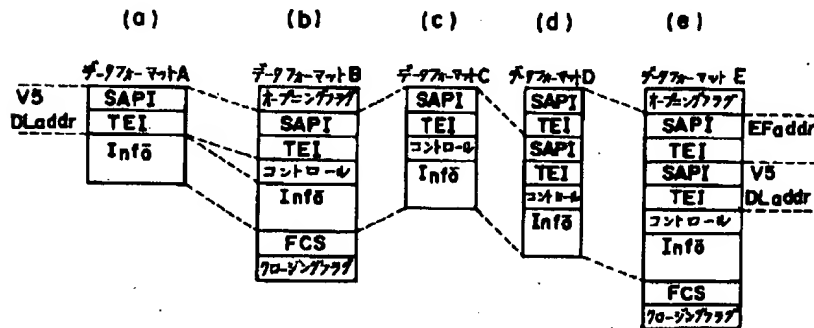 (a)
(b)
(c)
(d)
(e)
データフォーマットA
データフォーマットB
データフォーマットC
データフォーマットD
データフォーマットE
V5
DLaddr
SAPI
TEI
Info
オープニングフラグ
SAPI
TEI
コントロール
Info
FCS
クロージングフラグ
SAPI
TEI
コントロール
Info
SAPI
TEI
SAPI
TEI
コントロール
Info
オープニングフラグ
SAPI
TEI
SAPI
TEI
コントロール
Info
FCS
クロージングフラグ
EFaddr
V5
DLaddr